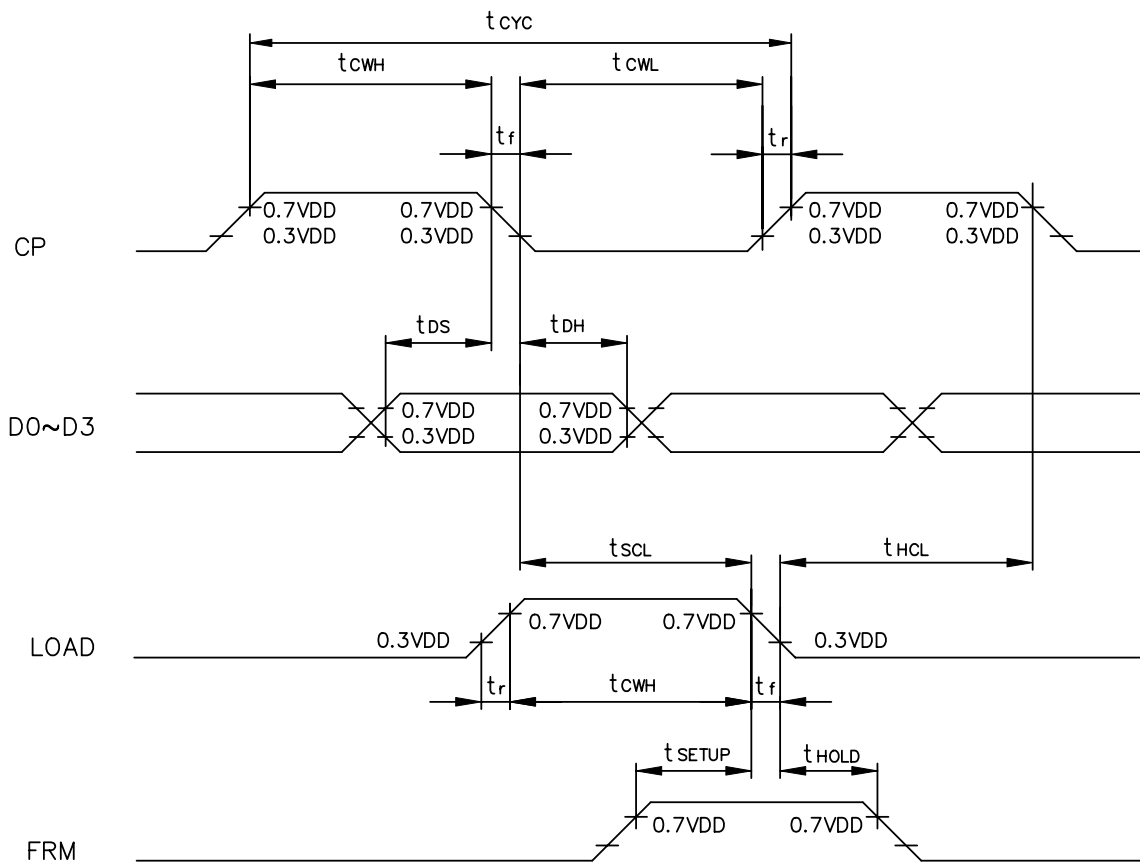 tCYC
tCWH tCWL
tf tr
0.7VDD 0.7VDD 0.7VDD 0.7VDD
CP 0.3VDD 0.3VDD 0.3VDD 0.3VDD
tDS tDH
0.7VDD 0.7VDD
D0~D3 0.3VDD 0.3VDD
tSCL tHCL
0.7VDD 0.7VDD
LOAD 0.3VDD 0.3VDD
tr tCWH tf
tSETUP tHOLD
0.7VDD 0.7VDD
FRM